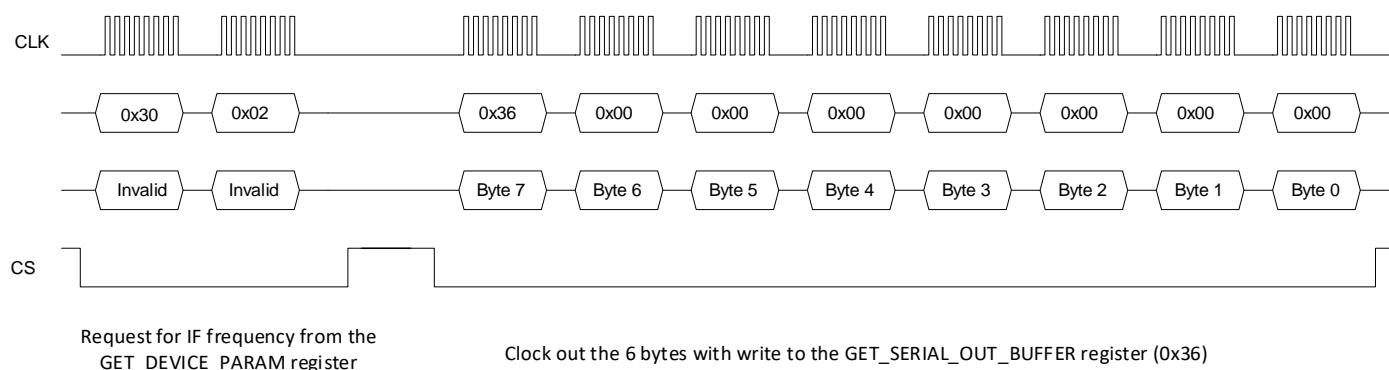 CLK
0x30 0x02 0x36 0x00 0x00 0x00 0x00 0x00 0x00 0x00
Invalid Invalid Byte 7 Byte 6 Byte 5 Byte 4 Byte 3 Byte 2 Byte 1 Byte 0
CS
Request for IF frequency from the
GET_DEVICE_PARAM register
Clock out the 6 bytes with write to the GET_SERIAL_OUT_BUFFER register (0x36)